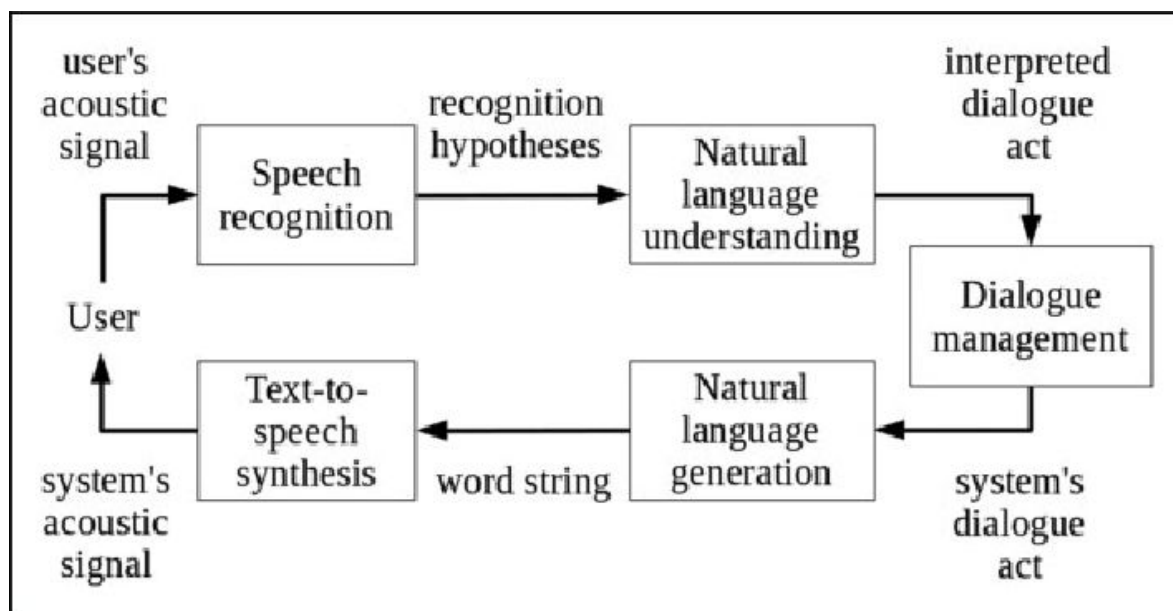 user's
acoustic
signal
recognition
hypotheses
interpreted
dialogue
act
Speech
recognition
Natural
language
understanding
Dialogue
management
User
Text-to-
speech
synthesis
Natural
language
generation
system's
acoustic
signal
word string
system's
dialogue
act